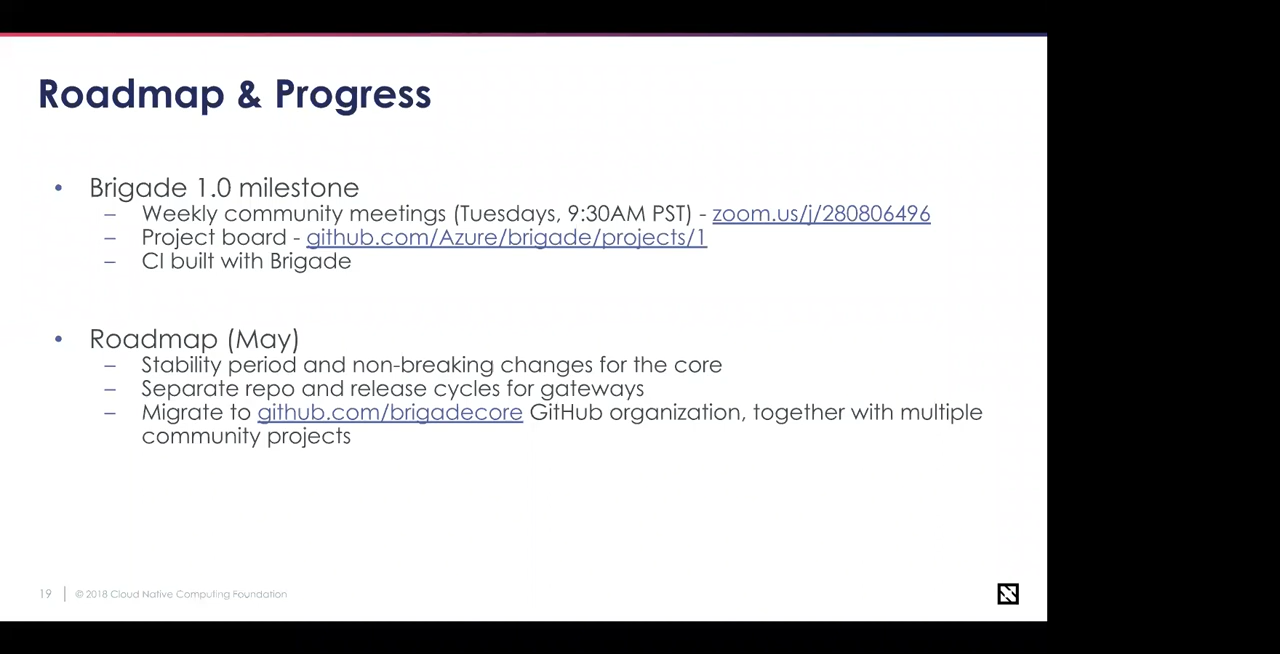 Roadmap & Progress
• Brigade 1.0 milestone
– Weekly community meetings (Tuesdays, 9:30AM PST) - zoom.us/j/280806496
– Project board - github.com/Azure/brigade/projects/1
– CI built with Brigade
• Roadmap (May)
– Stability period and non-breaking changes for the core
– Separate repo and release cycles for gateways
– Migrate to github.com/brigadecore GitHub organization, together with multiple
community projects
19 | © 2018 Cloud Native Computing Foundation